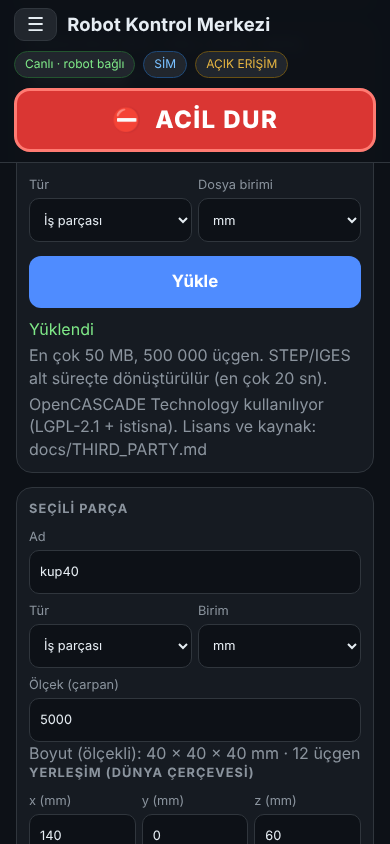 ☰ Robot Kontrol Merkezi
Canlı · robot bağlı SİM AÇIK ERİŞİM
⛔ ACİL DUR
Tür Dosya birimi
İş parçası mm
Yükle
Yüklendi
En çok 50 MB, 500 000 üçgen. STEP/IGES
alt süreçte dönüştürülür (en çok 20 sn).
OpenCASCADE Technology kullanılıyor
(LGPL-2.1 + istisna). Lisans ve kaynak:
docs/THIRD_PARTY.md
SEÇİLİ PARÇA
Ad
kup40
Tür Birim
İş parçası mm
Ölçek (çarpan)
5000
Boyut (ölçekli): 40 × 40 × 40 mm · 12 üçgen
YERLEŞİM (DÜNYA ÇERÇEVESİ)
x (mm) y (mm) z (mm)
140 0 60